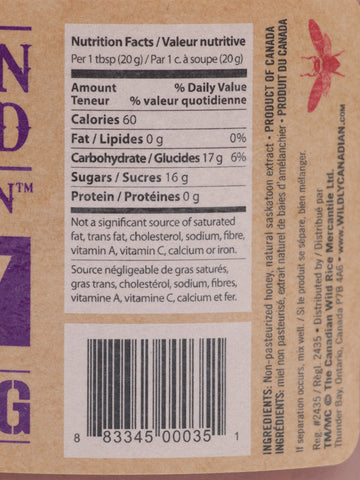 N
D
N™
7
G
Nutrition Facts / Valeur nutritive
Per 1 tbsp (20 g) / Par 1 c. à soupe (20 g)
Amount % Daily Value
Teneur % valeur quotidienne
Calories 60
Fat / Lipides 0 g 0%
Carbohydrate / Glucides 17 g 6%
Sugars / Sucres 16 g
Protein / Protéines 0 g
Not a significant source of saturated
fat, trans fat, cholesterol, sodium, fibre,
vitamin A, vitamin C, calcium or iron.
Source négligeable de gras saturés,
gras trans, cholestérol, sodium, fibres,
vitamine A, vitamine C, calcium et fer.
8 83345 00035 1
INGREDIENTS: Non-pasteurized honey, natural saskatoon extract • PRODUCT OF CANADA
INGRÉDIENTS: miel non pasteurisé, extrait naturel de baies d'amélanchier • PRODUIT DU CANADA
If separation occurs, mix well. / Si le produit se sépare, bien mélanger.
Reg. #2435 / Régl. 2435 • Distributed by / Distribué par
TM/MC © The Canadian Wild Rice Mercantile Ltd.
Thunder Bay, Ontario, Canada P7B 4A6 • WWW.WILDLYCANADIAN.COM